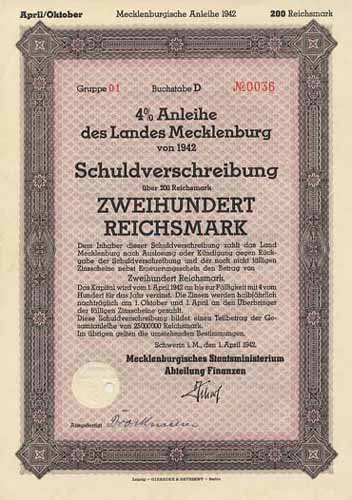 April/Oktober Mecklenburgische Anleihe 1942 200 Reichsmark
Gruppe 01 Buchstabe D № 0036
4% Anleihe
des Landes Mecklenburg
von 1942
Schuldverschreibung
über 200 Reichsmark
ZWEIHUNDERT
REICHSMARK
Dem Inhaber dieser Schuldverschreibung zahlt das Land
Mecklenburg nach Auslosung oder Kündigung gegen Rück-
gabe der Schuldverschreibung und der noch nicht fälligen
Zinsscheine nebst Erneuerungsschein den Betrag von
Zweihundert Reichsmark.
Das Kapital wird vom 1. April 1942 an bis zur Fälligkeit mit 4 vom
Hundert für das Jahr verzinst. Die Zinsen werden halbjährlich
nachträglich am 1. Oktober und 1. April an den Überbringer
der fälligen Zinsscheine gezahlt.
Diese Schuldverschreibung bildet einen Teilbetrag der Ge-
samtanleihe von 25000000 Reichsmark.
Im übrigen gelten die umstehenden Bestimmungen.
Schwerin i. M., den 1. April 1942.
Mecklenburgisches Staatsministerium
Abteilung Finanzen
Ausgefertigt
Leipzig - GIESECKE & DEVRIENT - Berlin